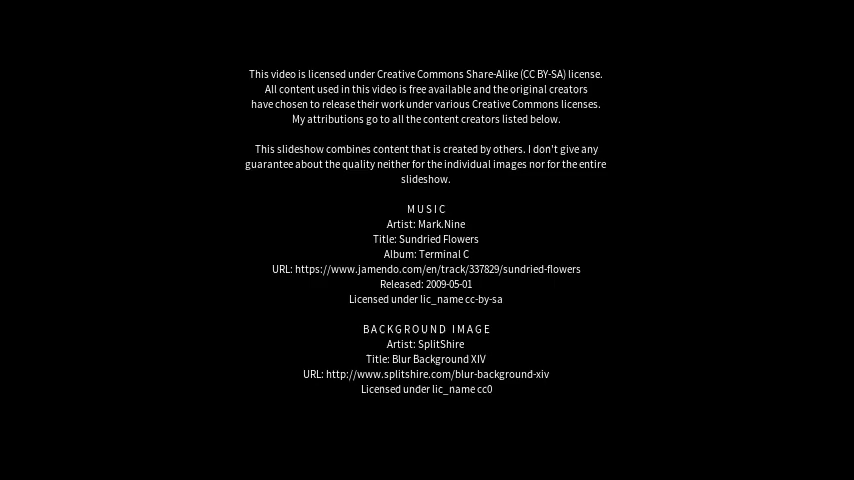 This video is licensed under Creative Commons Share-Alike (CC BY-SA) license.
All content used in this video is free available and the original creators
have chosen to release their work under various Creative Commons licenses.
My attributions go to all the content creators listed below.
This slideshow combines content that is created by others. I don't give any
guarantee about the quality neither for the individual images nor for the entire
slideshow.
MUSIC
Artist: Mark.Nine
Title: Sundried Flowers
Album: Terminal C
URL: https://www.jamendo.com/en/track/337829/sundried-flowers
Released: 2009-05-01
Licensed under lic_name cc-by-sa
BACKGROUND IMAGE
Artist: SplitShire
Title: Blur Background XIV
URL: http://www.splitshire.com/blur-background-xiv
Licensed under lic_name cc0